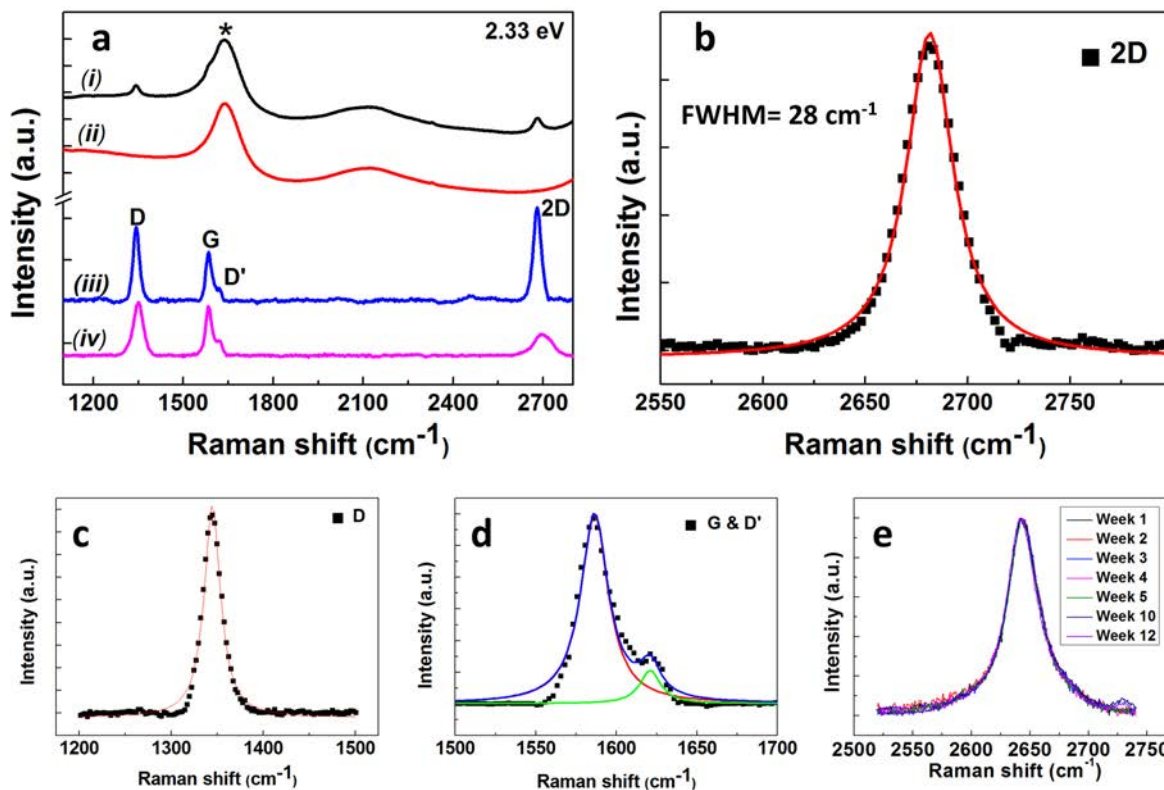 a
*
2.33 eV
(i)
(ii)
(iii)
(iv)
D
G
D'
2D
Intensity (a.u.)
1200 1500 1800 2100 2400 2700
Raman shift (cm-1)
b
■ 2D
FWHM= 28 cm-1
Intensity (a.u.)
2550 2600 2650 2700 2750
Raman shift (cm-1)
c
■ D
Intensity (a.u.)
1200 1300 1400 1500
Raman shift (cm-1)
d
■ G & D'
Intensity (a.u.)
1500 1550 1600 1650 1700
Raman shift (cm-1)
e
Week 1
Week 2
Week 3
Week 4
Week 5
Week 10
Week 12
Intensity (a.u.)
2500 2550 2600 2650 2700 2750
Raman shift (cm-1)